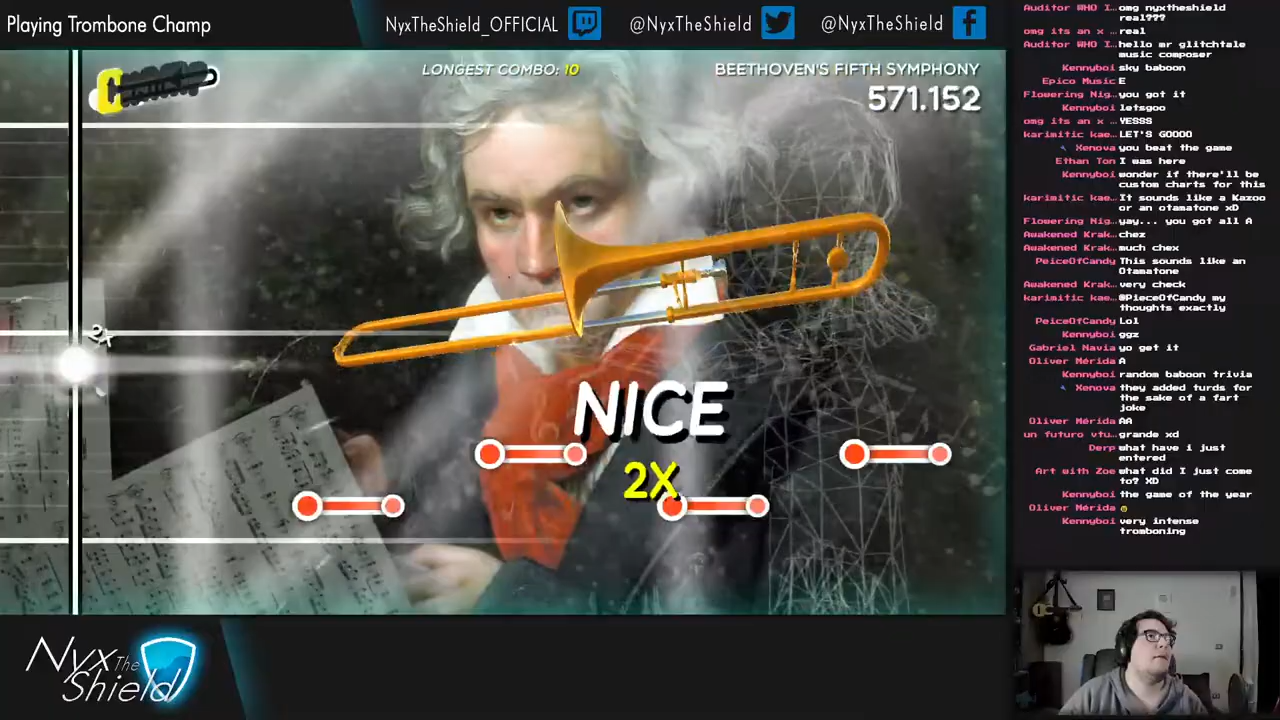 Playing Trombone Champ
NyxTheShield_OFFICIAL
@NyxTheShield
@NyxTheShield
LONGEST COMBO: 10
BEETHOVEN'S FIFTH SYMPHONY
571.152
2X
NICE
2X
Nyx The
Shield
Auditor WHO I… omg nyxtheshield
real???
omg its an x … real
Auditor WHO I… hello mr glitchtale
music composer
Kennyboi sky baboon
Epico Music E
Flowering Nig… you got it
Kennyboi letsgoo
omg its an x … YESSS
karimitic kae… LET'S GOOOO
Xenova you beat the game
Ethan Ton I was here
Kennyboi wonder if there'll be
custom charts for this
karimitic kae… It sounds like a Kazoo
or an otamatone xD
Flowering Nig… yay... you got all A
Awakened Krak… chez
Awakened Krak… much chex
PeiceOfCandy This sounds like an
Otamatone
Awakened Krak… very check
karimitic kae… @PieceOfCandy my
thoughts exactly
PeiceOfCandy Lol
Kennyboi ggz
Gabriel Navia yo get it
Oliver Mérida A
Kennyboi random baboon trivia
Xenova they added turds for
the sake of a fart
joke
Oliver Mérida AA
un futuro vtu… grande xd
Derp what have i just
entered
Art with Zoe what did I just come
to? XD
Kennyboi the game of the year
Oliver Mérida
Kennyboi very intense
tromboning